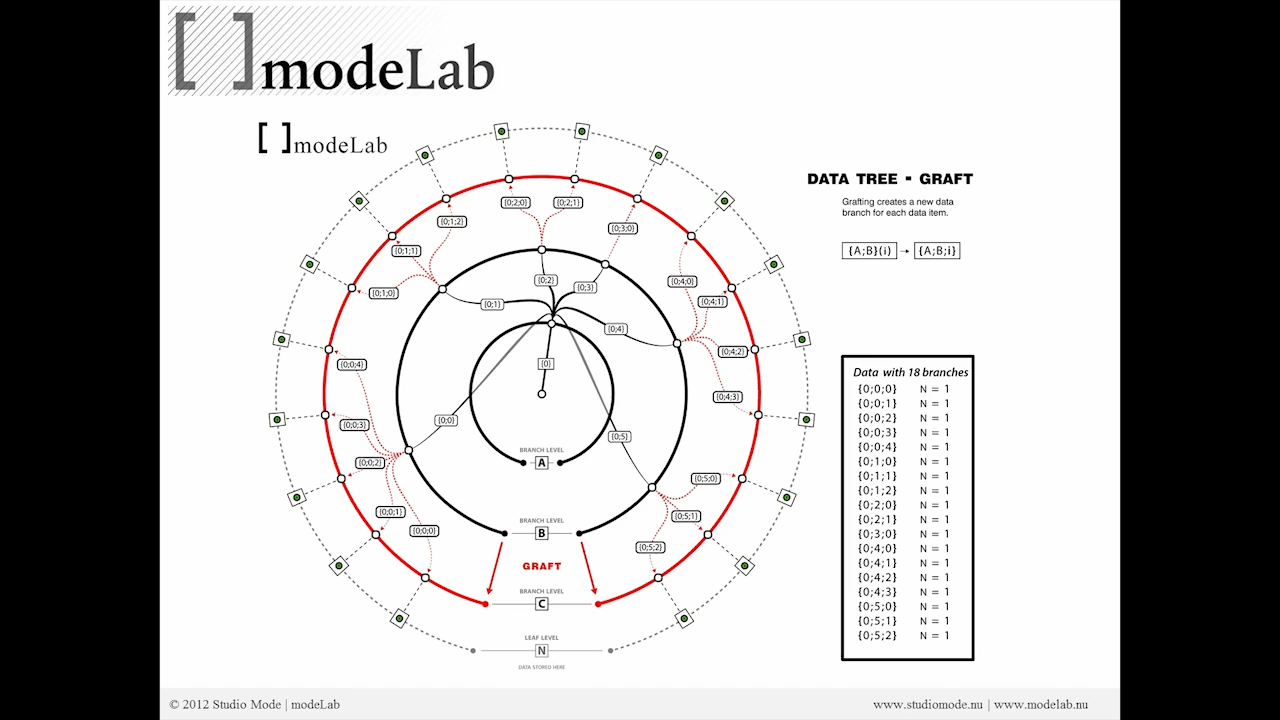 [ ]modeLab
[ ]modeLab
DATA TREE - GRAFT
Grafting creates a new data
branch for each data item.
{A;B}(i) → {A;B;i}
{0;2;0}
{0;2;1}
{0;1;2}
{0;3;0}
{0;1;1}
{0;1;0}
{0;2}
{0;3}
{0;4;0}
{0;1}
{0;4;1}
{0;4}
{0;4;2}
{0;0;4}
{0}
{0;4;3}
{0;0}
{0;0;3}
{0;5}
{0;0;2}
{0;5;0}
{0;0;1}
{0;5;1}
{0;0;0}
{0;5;2}
BRANCH LEVEL
A
BRANCH LEVEL
B
GRAFT
BRANCH LEVEL
C
LEAF LEVEL
N
DATA STORED HERE
Data with 18 branches
{0;0;0} N = 1
{0;0;1} N = 1
{0;0;2} N = 1
{0;0;3} N = 1
{0;0;4} N = 1
{0;1;0} N = 1
{0;1;1} N = 1
{0;1;2} N = 1
{0;2;0} N = 1
{0;2;1} N = 1
{0;3;0} N = 1
{0;4;0} N = 1
{0;4;1} N = 1
{0;4;2} N = 1
{0;4;3} N = 1
{0;5;0} N = 1
{0;5;1} N = 1
{0;5;2} N = 1
© 2012 Studio Mode | modeLab
www.studiomode.nu | www.modelab.nu